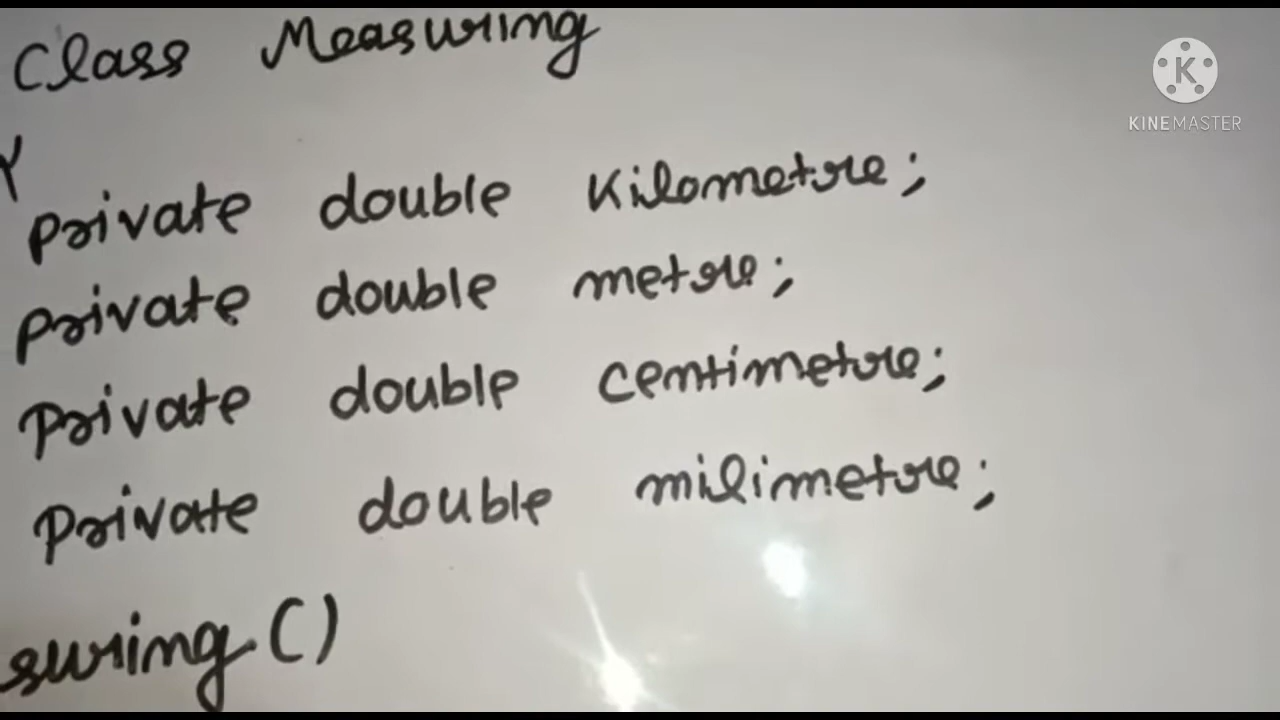 Class Measuring
{
private double Kilometre;
private double metre;
private double centimetre;
private double milimetre;
suring()
K
KINEMASTER